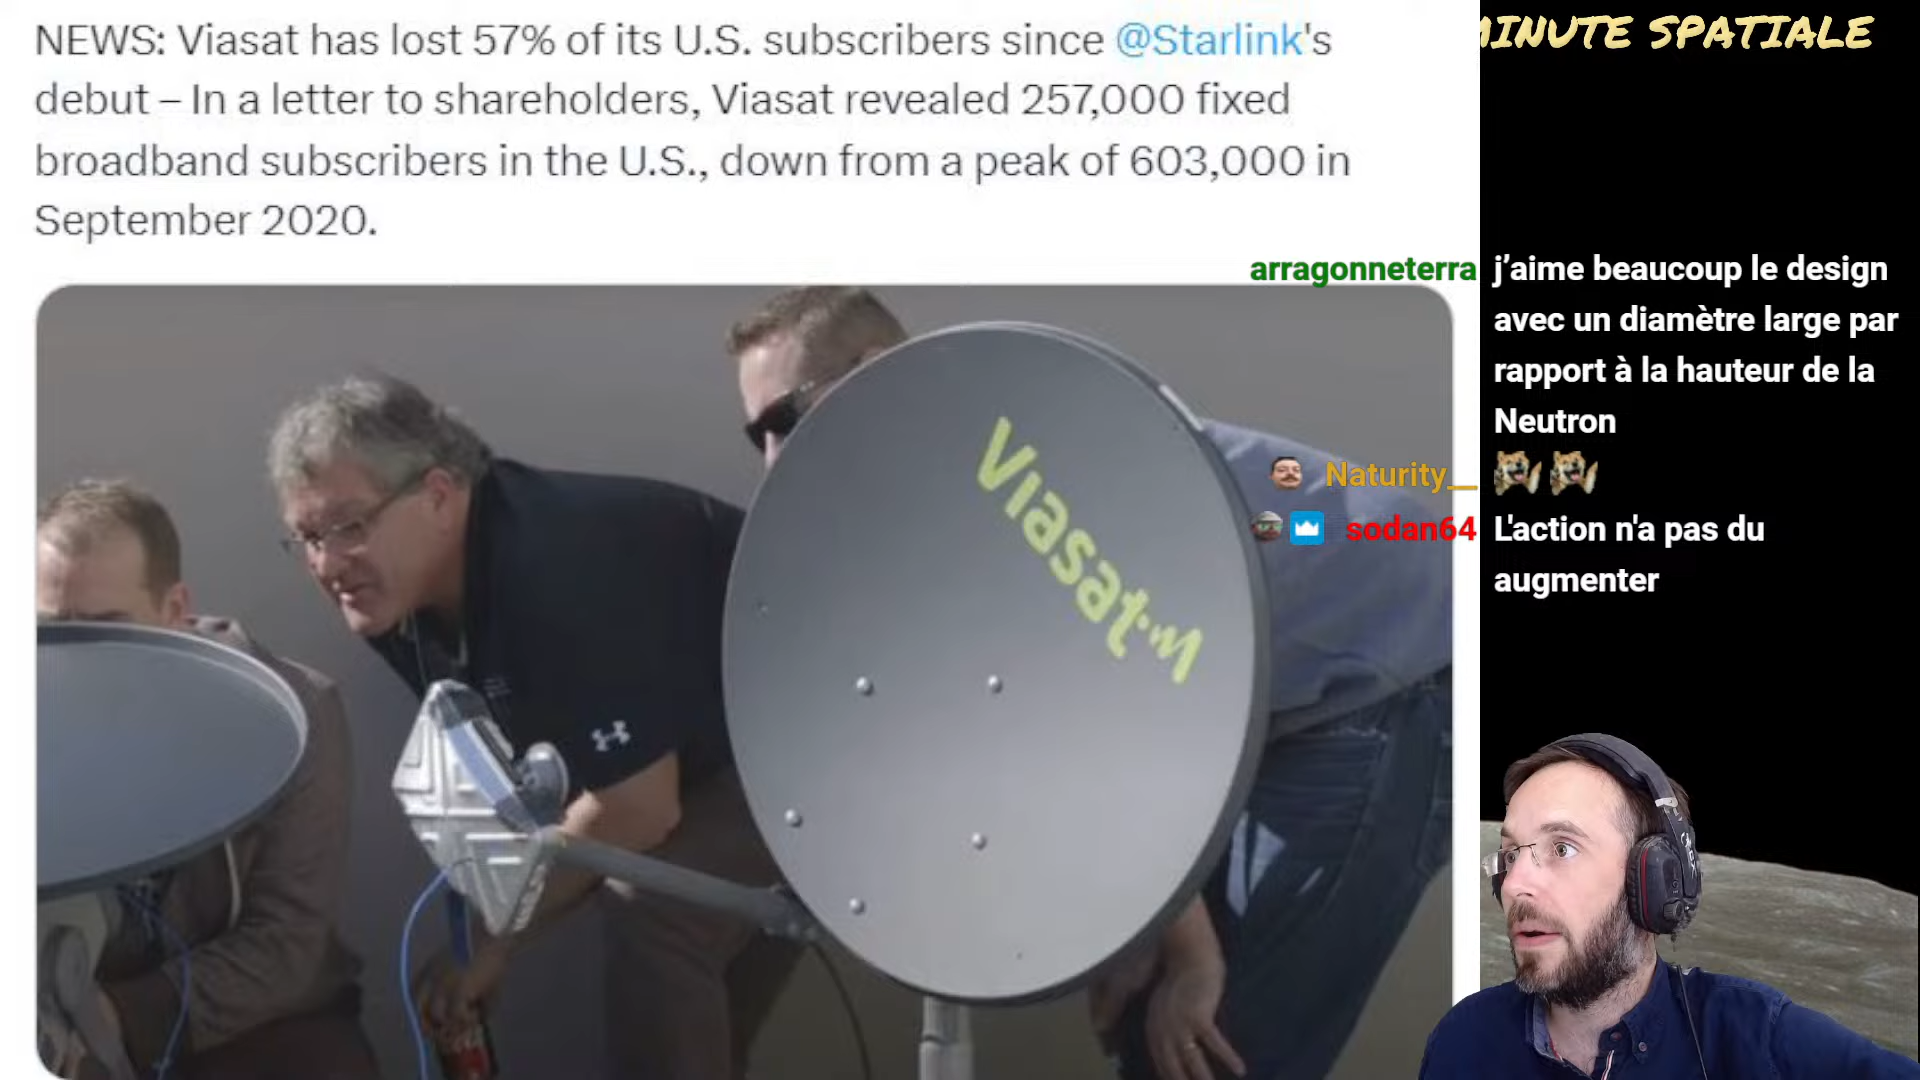 NEWS: Viasat has lost 57% of its U.S. subscribers since @Starlink's
debut – In a letter to shareholders, Viasat revealed 257,000 fixed
broadband subscribers in the U.S., down from a peak of 603,000 in
September 2020.
MINUTE SPATIALE
arragonneterra j’aime beaucoup le design
avec un diamètre large par
rapport à la hauteur de la
Neutron
Naturity__
sodan64 L'action n'a pas du
augmenter
Viasat